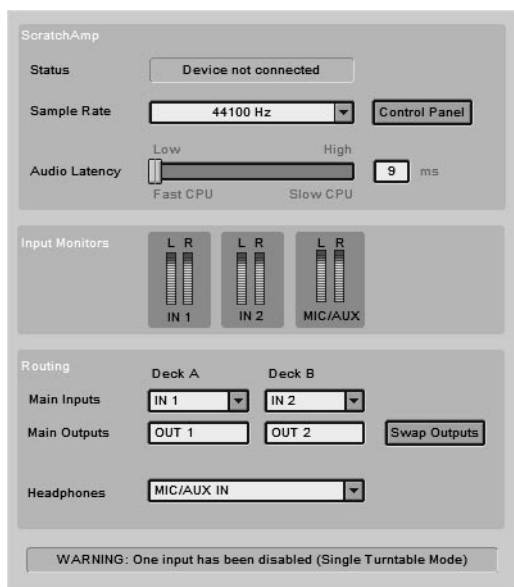 ScratchAmp
Status Device not connected
Sample Rate 44100 Hz Control Panel
Low High
Audio Latency 9 ms
Fast CPU Slow CPU
Input Monitors
L R L R L R
IN 1 IN 2 MIC/AUX
Routing
Deck A Deck B
Main Inputs IN 1 IN 2
Main Outputs OUT 1 OUT 2 Swap Outputs
Headphones MIC/AUX IN
WARNING: One input has been disabled (Single Turntable Mode)